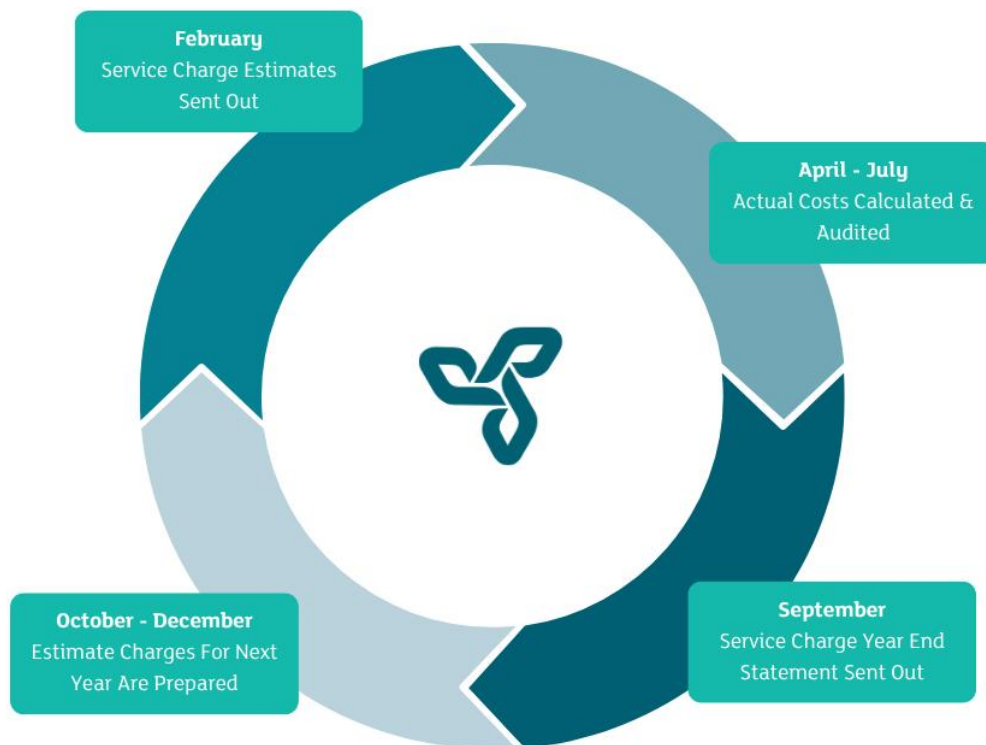 February
Service Charge Estimates
Sent Out
April - July
Actual Costs Calculated &
Audited
September
Service Charge Year End
Statement Sent Out
October - December
Estimate Charges For Next
Year Are Prepared